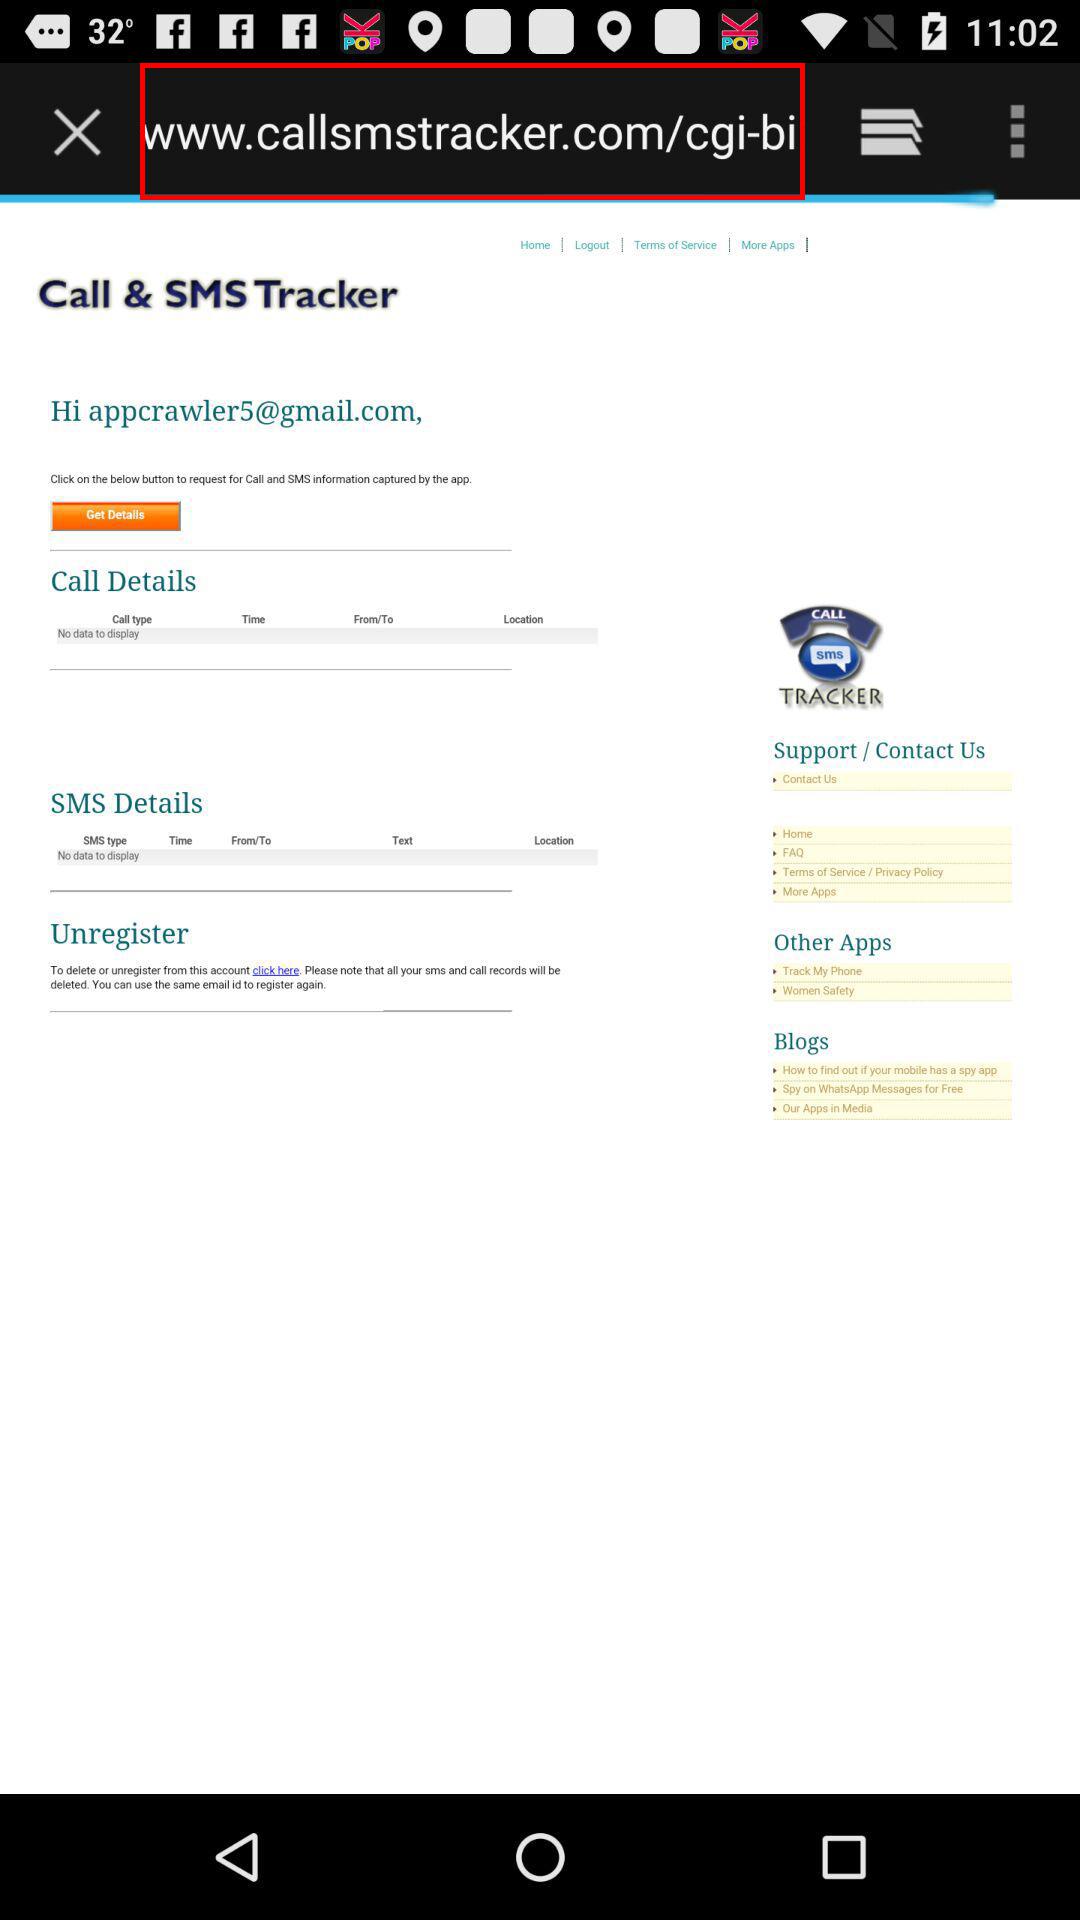 32° POP POP 11:02
www.callsmstracker.com/cgi-bi
Home Logout Terms of Service More Apps
Call & SMS Tracker
Hi appcrawler5@gmail.com,
Click on the below button to request for Call and SMS information captured by the app.
Get Details
Call Details
Call type Time From/To Location
No data to display
SMS Details
SMS type Time From/To Text Location
No data to display
Unregister
To delete or unregister from this account click here. Please note that all your sms and call records will be
deleted. You can use the same email id to register again.
CALL
sms
TRACKER
Support / Contact Us
Contact Us
Home
FAQ
Terms of Service / Privacy Policy
More Apps
Other Apps
Track My Phone
Women Safety
Blogs
How to find out if your mobile has a spy app
Spy on WhatsApp Messages for Free
Our Apps in Media